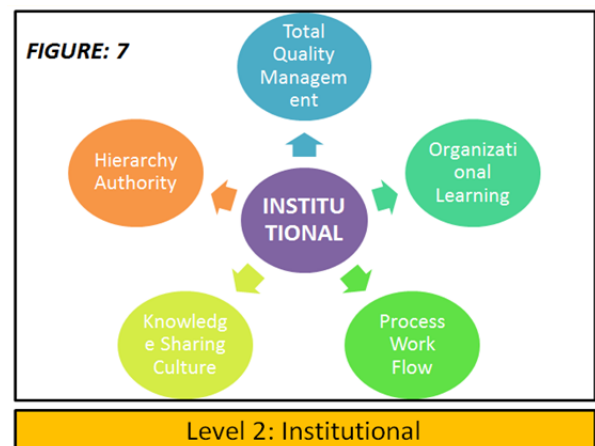 FIGURE: 7
Total
Quality
Managem
ent
Hierarchy
Authority
Organizati
onal
Learning
INSTITU
TIONAL
Knowledg
e Sharing
Culture
Process
Work
Flow
Level 2: Institutional